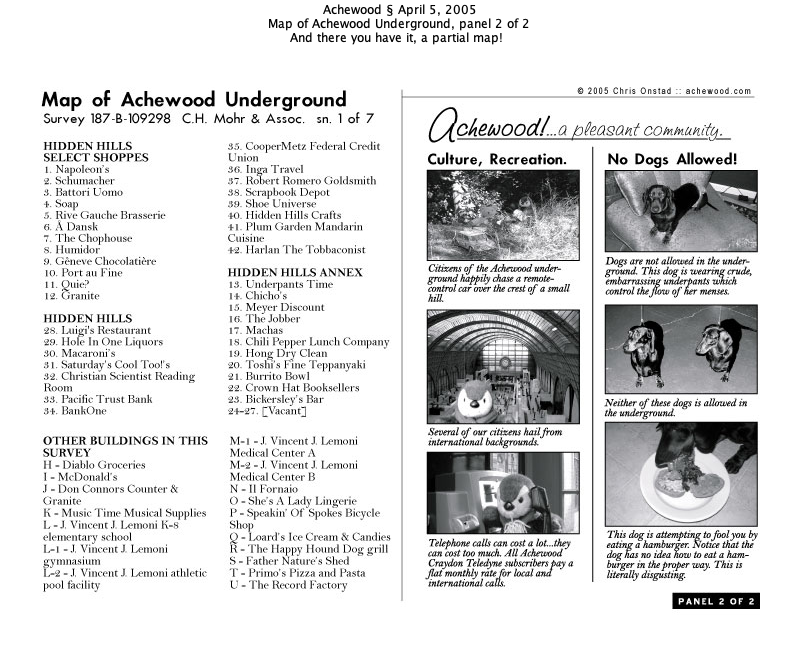 Achewood § April 5, 2005
Map of Achewood Underground, panel 2 of 2
And there you have it, a partial map!
Map of Achewood Underground
Survey 187-B-109298 C.H. Mohr & Assoc. sn. 1 of 7
HIDDEN HILLS
SELECT SHOPPES
1. Napoleon's
2. Schumacher
3. Battori Uomo
4. Soap
5. Rive Gauche Brasserie
6. À Dansk
7. The Chophouse
8. Humidor
9. Gêneve Chocolatière
10. Port au Fine
11. Quie?
12. Granite
HIDDEN HILLS
28. Luigi's Restaurant
29. Hole In One Liquors
30. Macaroni's
31. Saturday's Cool Too!'s
32. Christian Scientist Reading
Room
33. Pacific Trust Bank
34. BankOne
35. CooperMetz Federal Credit
Union
36. Inga Travel
37. Robert Romero Goldsmith
38. Scrapbook Depot
39. Shoe Universe
40. Hidden Hills Crafts
41. Plum Garden Mandarin
Cuisine
42. Harlan The Tobbaconist
HIDDEN HILLS ANNEX
13. Underpants Time
14. Chicho's
15. Meyer Discount
16. The Jobber
17. Machas
18. Chili Pepper Lunch Company
19. Hong Dry Clean
20. Toshi's Fine Teppanyaki
21. Burrito Bowl
22. Crown Hat Booksellers
23. Bickersley's Bar
24-27. [Vacant]
OTHER BUILDINGS IN THIS
SURVEY
H - Diablo Groceries
I - McDonald's
J - Don Connors Counter &
Granite
K - Music Time Musical Supplies
L - J. Vincent J. Lemoni K-8
elementary school
L-1 - J. Vincent J. Lemoni
gymnasium
L-2 - J. Vincent J. Lemoni athletic
pool facility
M-1 - J. Vincent J. Lemoni
Medical Center A
M-2 - J. Vincent J. Lemoni
Medical Center B
N - Il Fornaio
O - She's A Lady Lingerie
P - Speakin' Of Spokes Bicycle
Shop
Q - Loard's Ice Cream & Candies
R - The Happy Hound Dog grill
S - Father Nature's Shed
T - Primo's Pizza and Pasta
U - The Record Factory
© 2005 Chris Onstad :: achewood.com
Achewood!...a pleasant community.
Culture, Recreation.
Citizens of the Achewood under-
ground happily chase a remote-
control car over the crest of a small
hill.
Several of our citizens hail from
international backgrounds.
Telephone calls can cost a lot...they
can cost too much. All Achewood
Craydon Teledyne subscribers pay a
flat monthly rate for local and
international calls.
No Dogs Allowed!
Dogs are not allowed in the under-
ground. This dog is wearing crude,
embarrassing underpants which
control the flow of her menses.
Neither of these dogs is allowed in
the underground.
This dog is attempting to fool you by
eating a hamburger. Notice that the
dog has no idea how to eat a ham-
burger in the proper way. This is
literally disgusting.
PANEL 2 OF 2